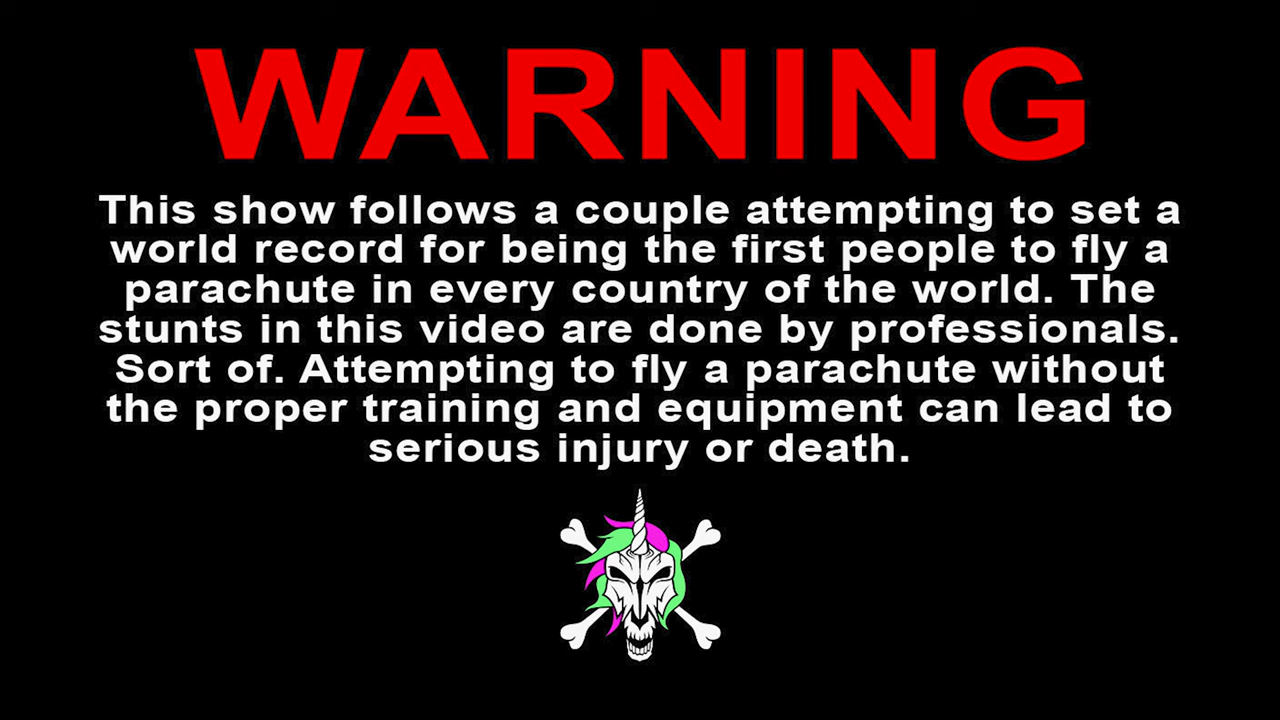 WARNING
This show follows a couple attempting to set a
world record for being the first people to fly a
parachute in every country of the world. The
stunts in this video are done by professionals.
Sort of. Attempting to fly a parachute without
the proper training and equipment can lead to
serious injury or death.